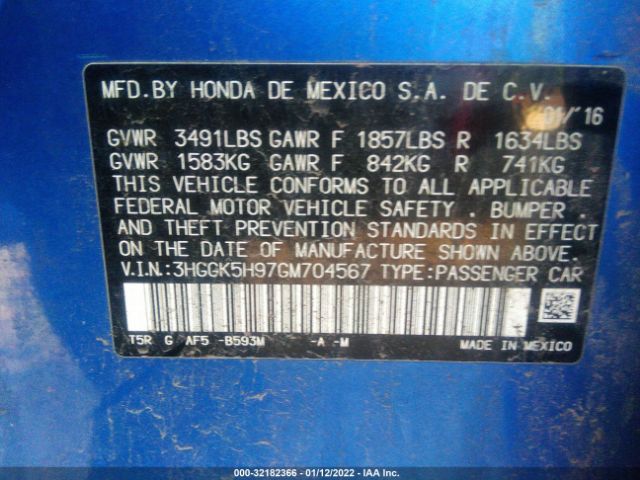 MFD. BY HONDA DE MEXICO S.A. DE C.V.
01/16
GVWR 3491LBS GAWR F 1857LBS R 1634LBS
GVWR 1583KG GAWR F 842KG R 741KG
THIS VEHICLE CONFORMS TO ALL APPLICABLE
FEDERAL MOTOR VEHICLE SAFETY , BUMPER ,
AND THEFT PREVENTION STANDARDS IN EFFECT
ON THE DATE OF MANUFACTURE SHOWN ABOVE.
V.I.N:3HGGK5H97GM704567 TYPE:PASSENGER CAR
T5R G AF5 -B593M -A -M MADE IN MEXICO
000-32182366 - 01/12/2022 - IAA Inc.